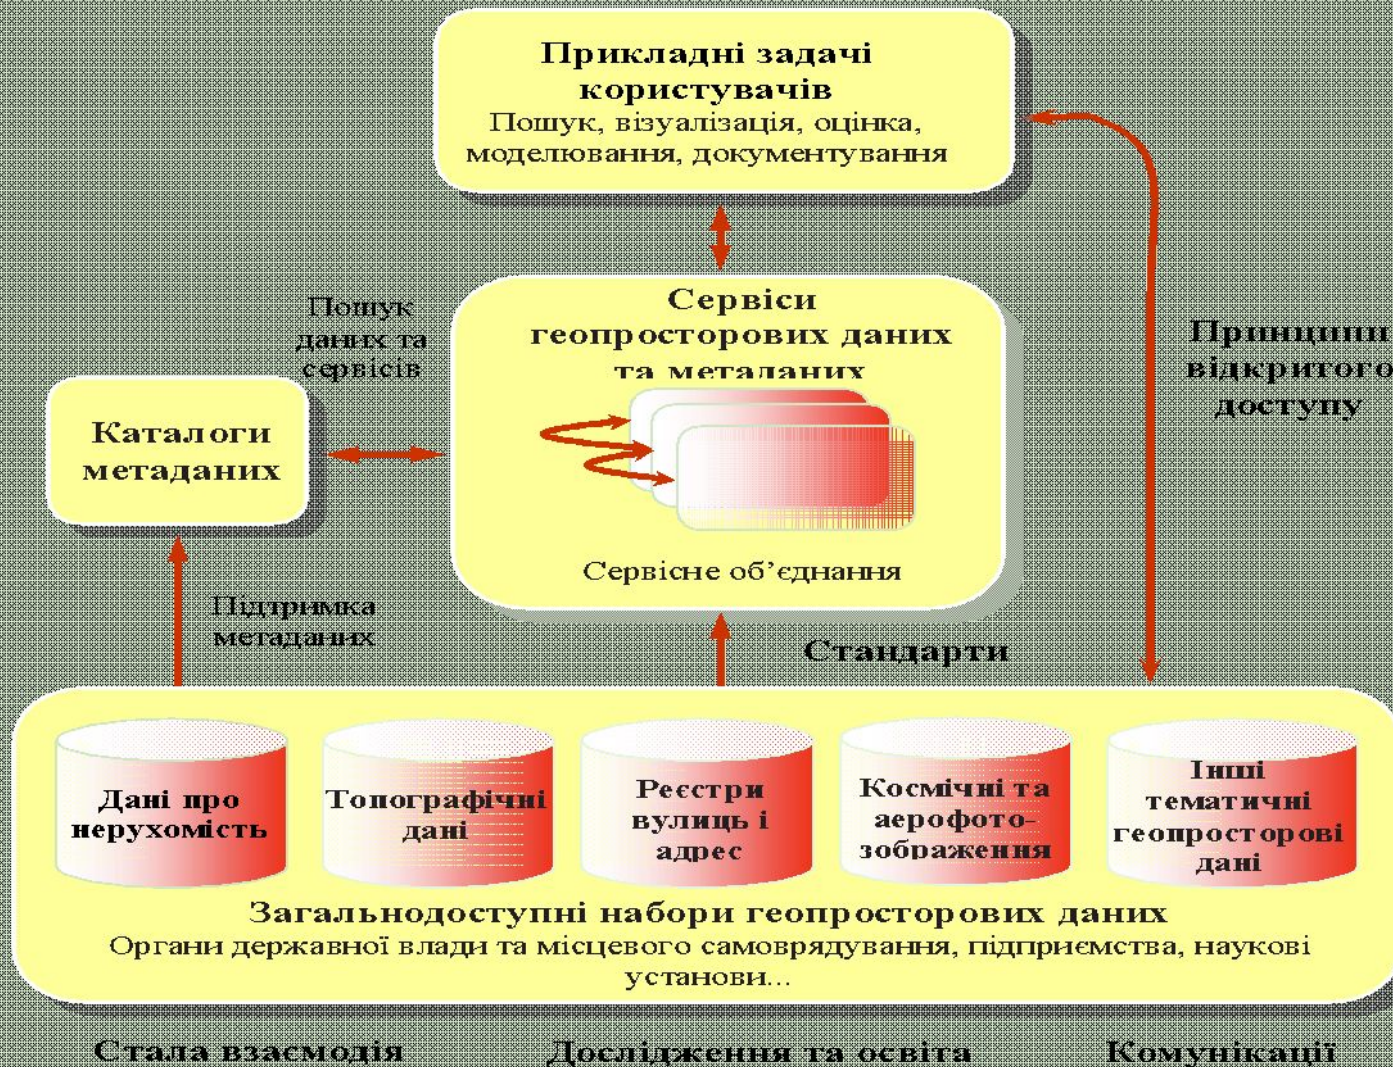 Прикладні задачі
користувачів
Пошук, візуалізація, оцінка,
моделювання, документування
Пошук
даних та
сервісів
Сервіси
геопросторових даних
та метаданих
Принципи
відкритого
доступу
Каталоги
метаданих
Сервісне об’єднання
Підтримка
метаданих
Стандарти
Дані про
нерухомість
Топографічні
дані
Реєстри
вулиць і
адрес
Космічні та
аерофото-
зображення
Інші
тематичні
геопросторові
дані
Загальнодоступні набори геопросторових даних
Органи державної влади та місцевого самоврядування, підприємства, наукові
установи...
Стала взаємодія
Дослідження та освіта
Комунікації